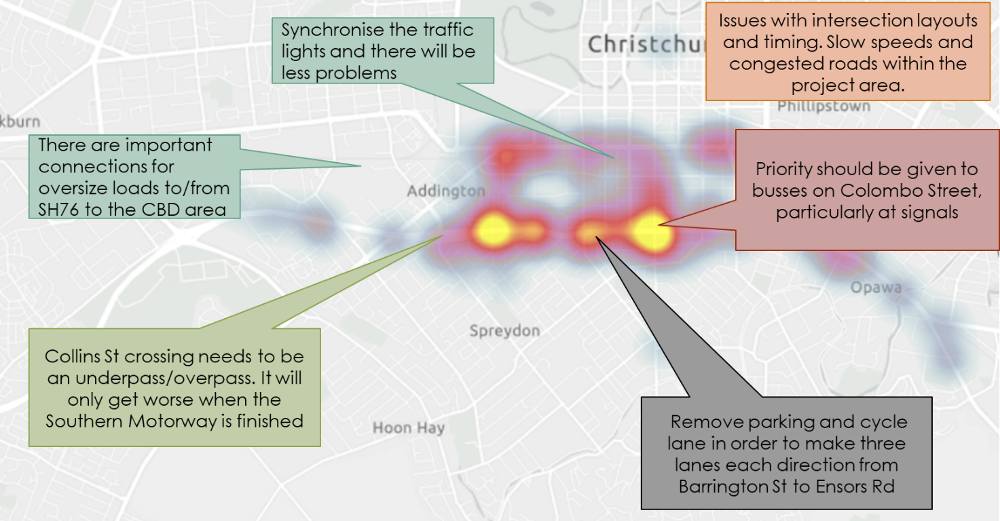 Synchronise the traffic
lights and there will be
less problems
Christchu
Issues with intersection layouts
and timing. Slow speeds and
congested roads within the
project area.
Phillipstown
kburn
There are important
connections for
oversize loads to/from
SH76 to the CBD area
Addington
Priority should be given to
busses on Colombo Street,
particularly at signals
Opawa
Spreydon
Collins St crossing needs to be
an underpass/overpass. It will
only get worse when the
Southern Motorway is finished
Hoon Hay
Remove parking and cycle
lane in order to make three
lanes each direction from
Barrington St to Ensors Rd